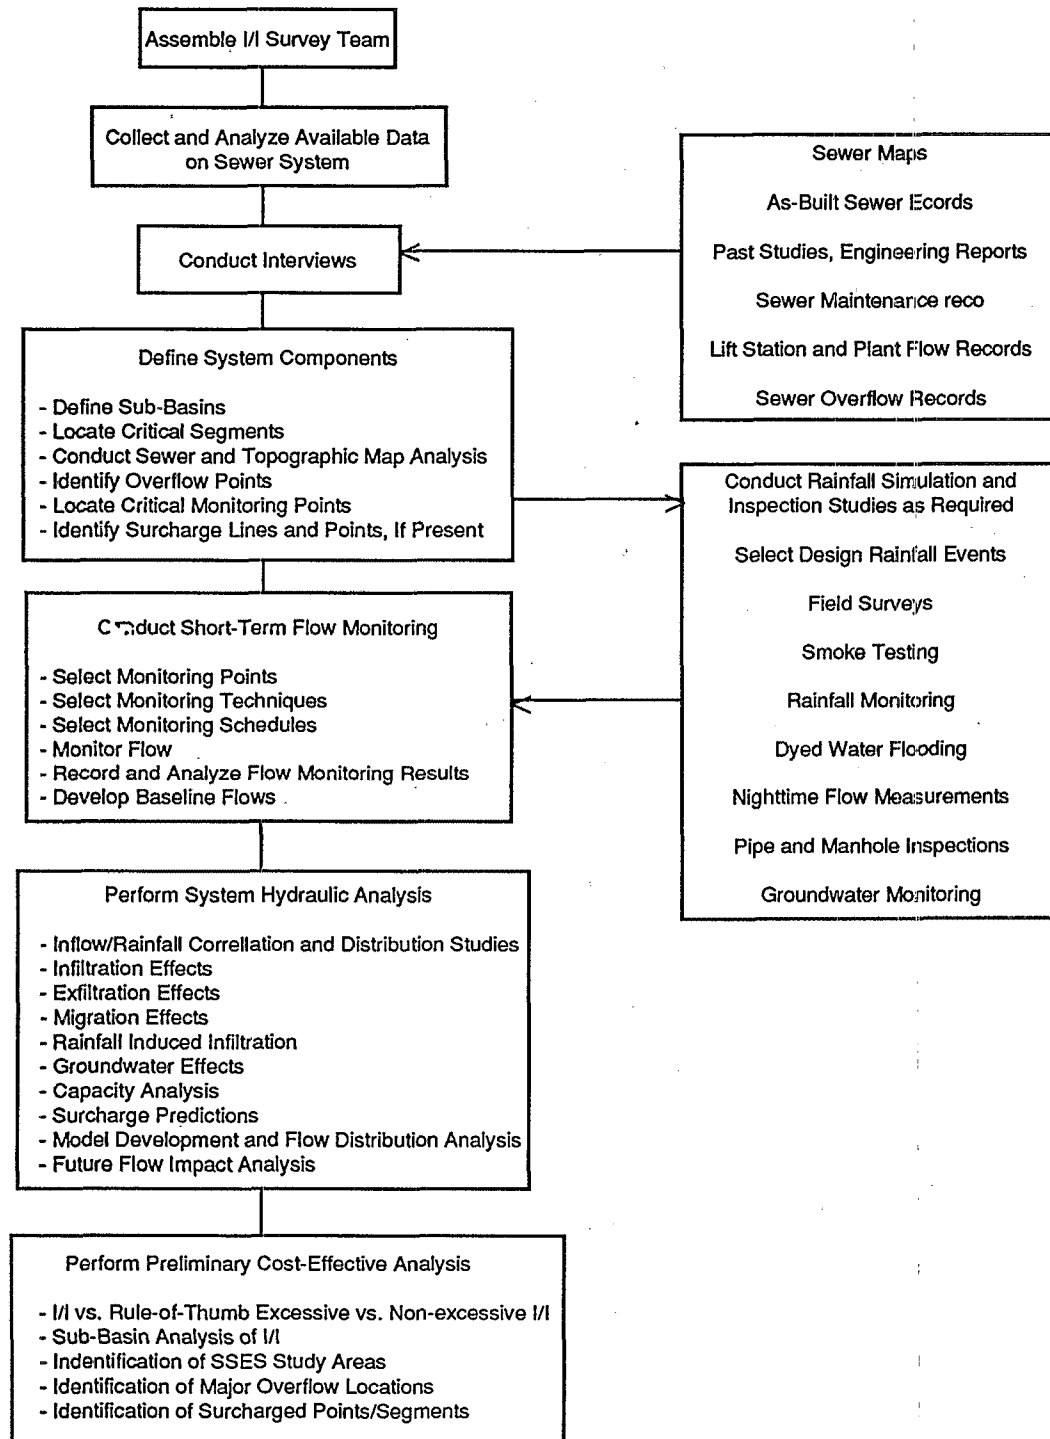 Assemble I/I Survey Team
Collect and Analyze Available Data
on Sewer System
Conduct Interviews
Sewer Maps
As-Built Sewer Ecords
Past Studies, Engineering Reports
Sewer Maintenance reco
Lift Station and Plant Flow Records
Sewer Overflow Records
Define System Components
- Define Sub-Basins
- Locate Critical Segments
- Conduct Sewer and Topographic Map Analysis
- Identify Overflow Points
- Locate Critical Monitoring Points
- Identify Surcharge Lines and Points, If Present
Conduct Rainfall Simulation and
Inspection Studies as Required
Select Design Rainfall Events
Field Surveys
Smoke Testing
Rainfall Monitoring
Dyed Water Flooding
Nighttime Flow Measurements
Pipe and Manhole Inspections
Groundwater Monitoring
Conduct Short-Term Flow Monitoring
- Select Monitoring Points
- Select Monitoring Techniques
- Select Monitoring Schedules
- Monitor Flow
- Record and Analyze Flow Monitoring Results
- Develop Baseline Flows
Perform System Hydraulic Analysis
- Inflow/Rainfall Correllation and Distribution Studies
- Infiltration Effects
- Exfiltration Effects
- Migration Effects
- Rainfall Induced Infiltration
- Groundwater Effects
- Capacity Analysis
- Surcharge Predictions
- Model Development and Flow Distribution Analysis
- Future Flow Impact Analysis
Perform Preliminary Cost-Effective Analysis
- I/I vs. Rule-of-Thumb Excessive vs. Non-excessive I/I
- Sub-Basin Analysis of I/I
- Indentification of SSES Study Areas
- Identification of Major Overflow Locations
- Identification of Surcharged Points/Segments